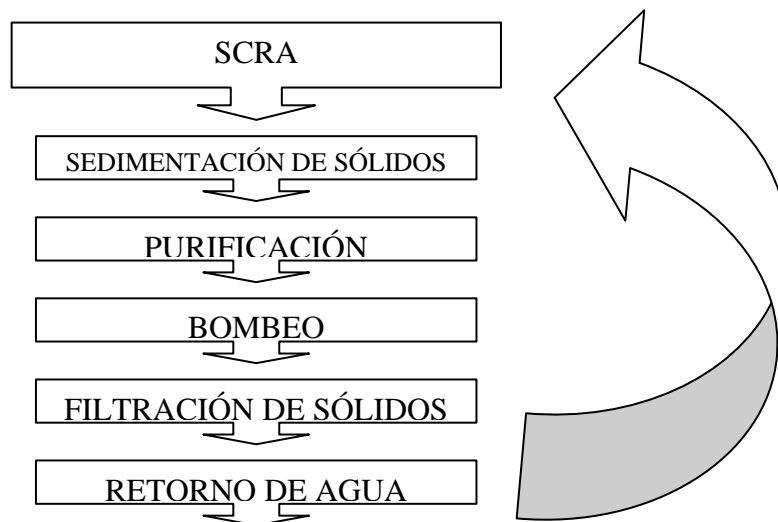 SCRA
SEDIMENTACIÓN DE SÓLIDOS
PURIFICACIÓN
BOMBEO
FILTRACIÓN DE SÓLIDOS
RETORNO DE AGUA